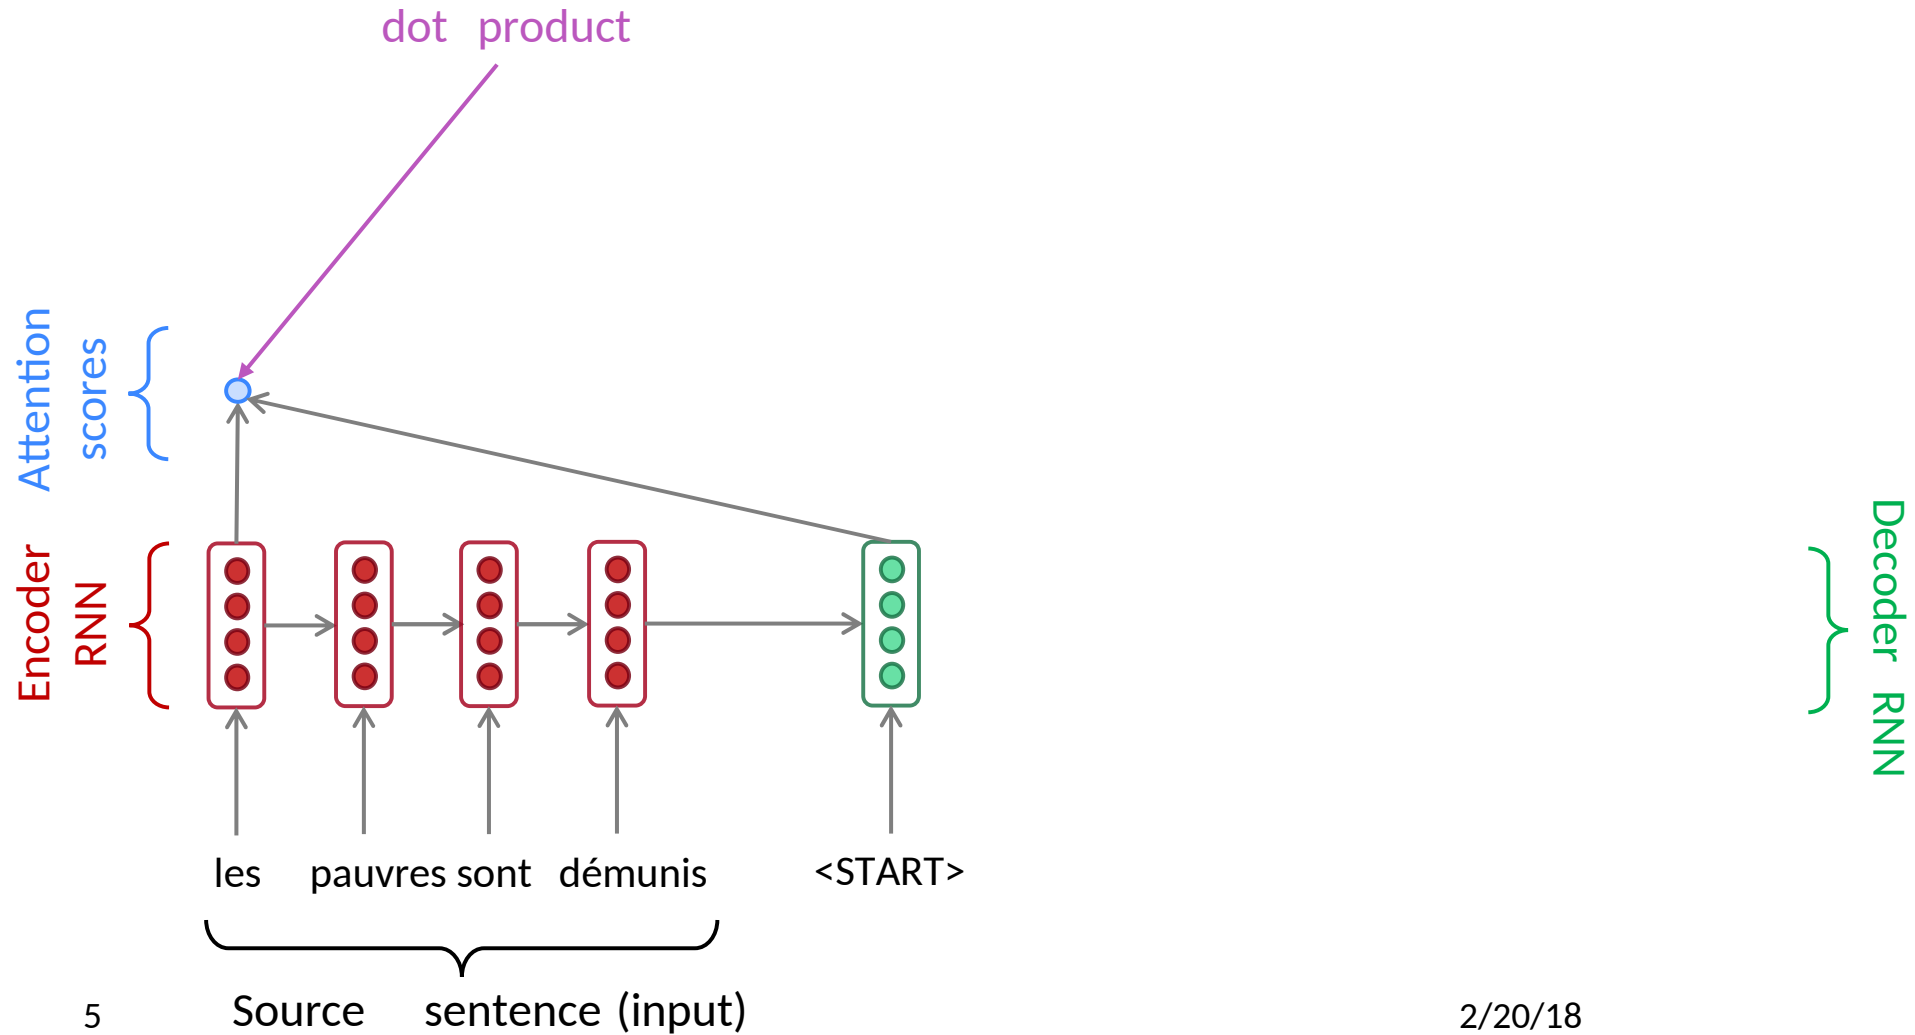 dot product
Attention
scores
Encoder
RNN
Decoder RNN
les pauvres sont démunis <START>
Source sentence (input)
5
2/20/18